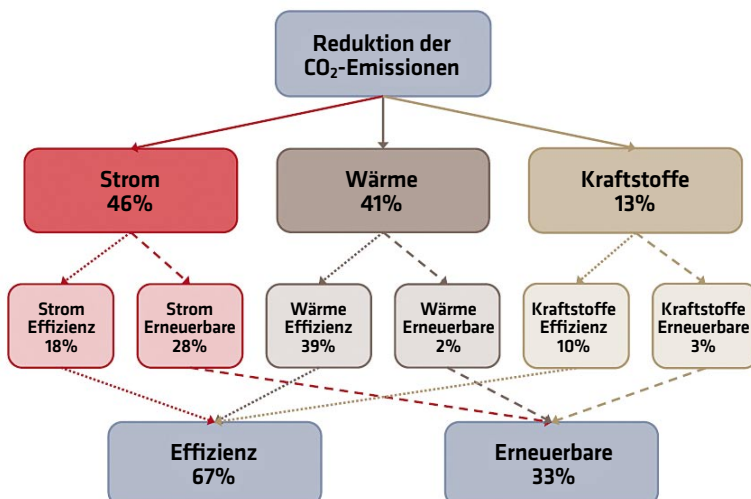 Reduktion der
CO₂-Emissionen
Strom
46%
Wärme
41%
Kraftstoffe
13%
Strom
Effizienz
18%
Strom
Erneuerbare
28%
Wärme
Effizienz
39%
Wärme
Erneuerbare
2%
Kraftstoffe
Effizienz
10%
Kraftstoffe
Erneuerbare
3%
Effizienz
67%
Erneuerbare
33%